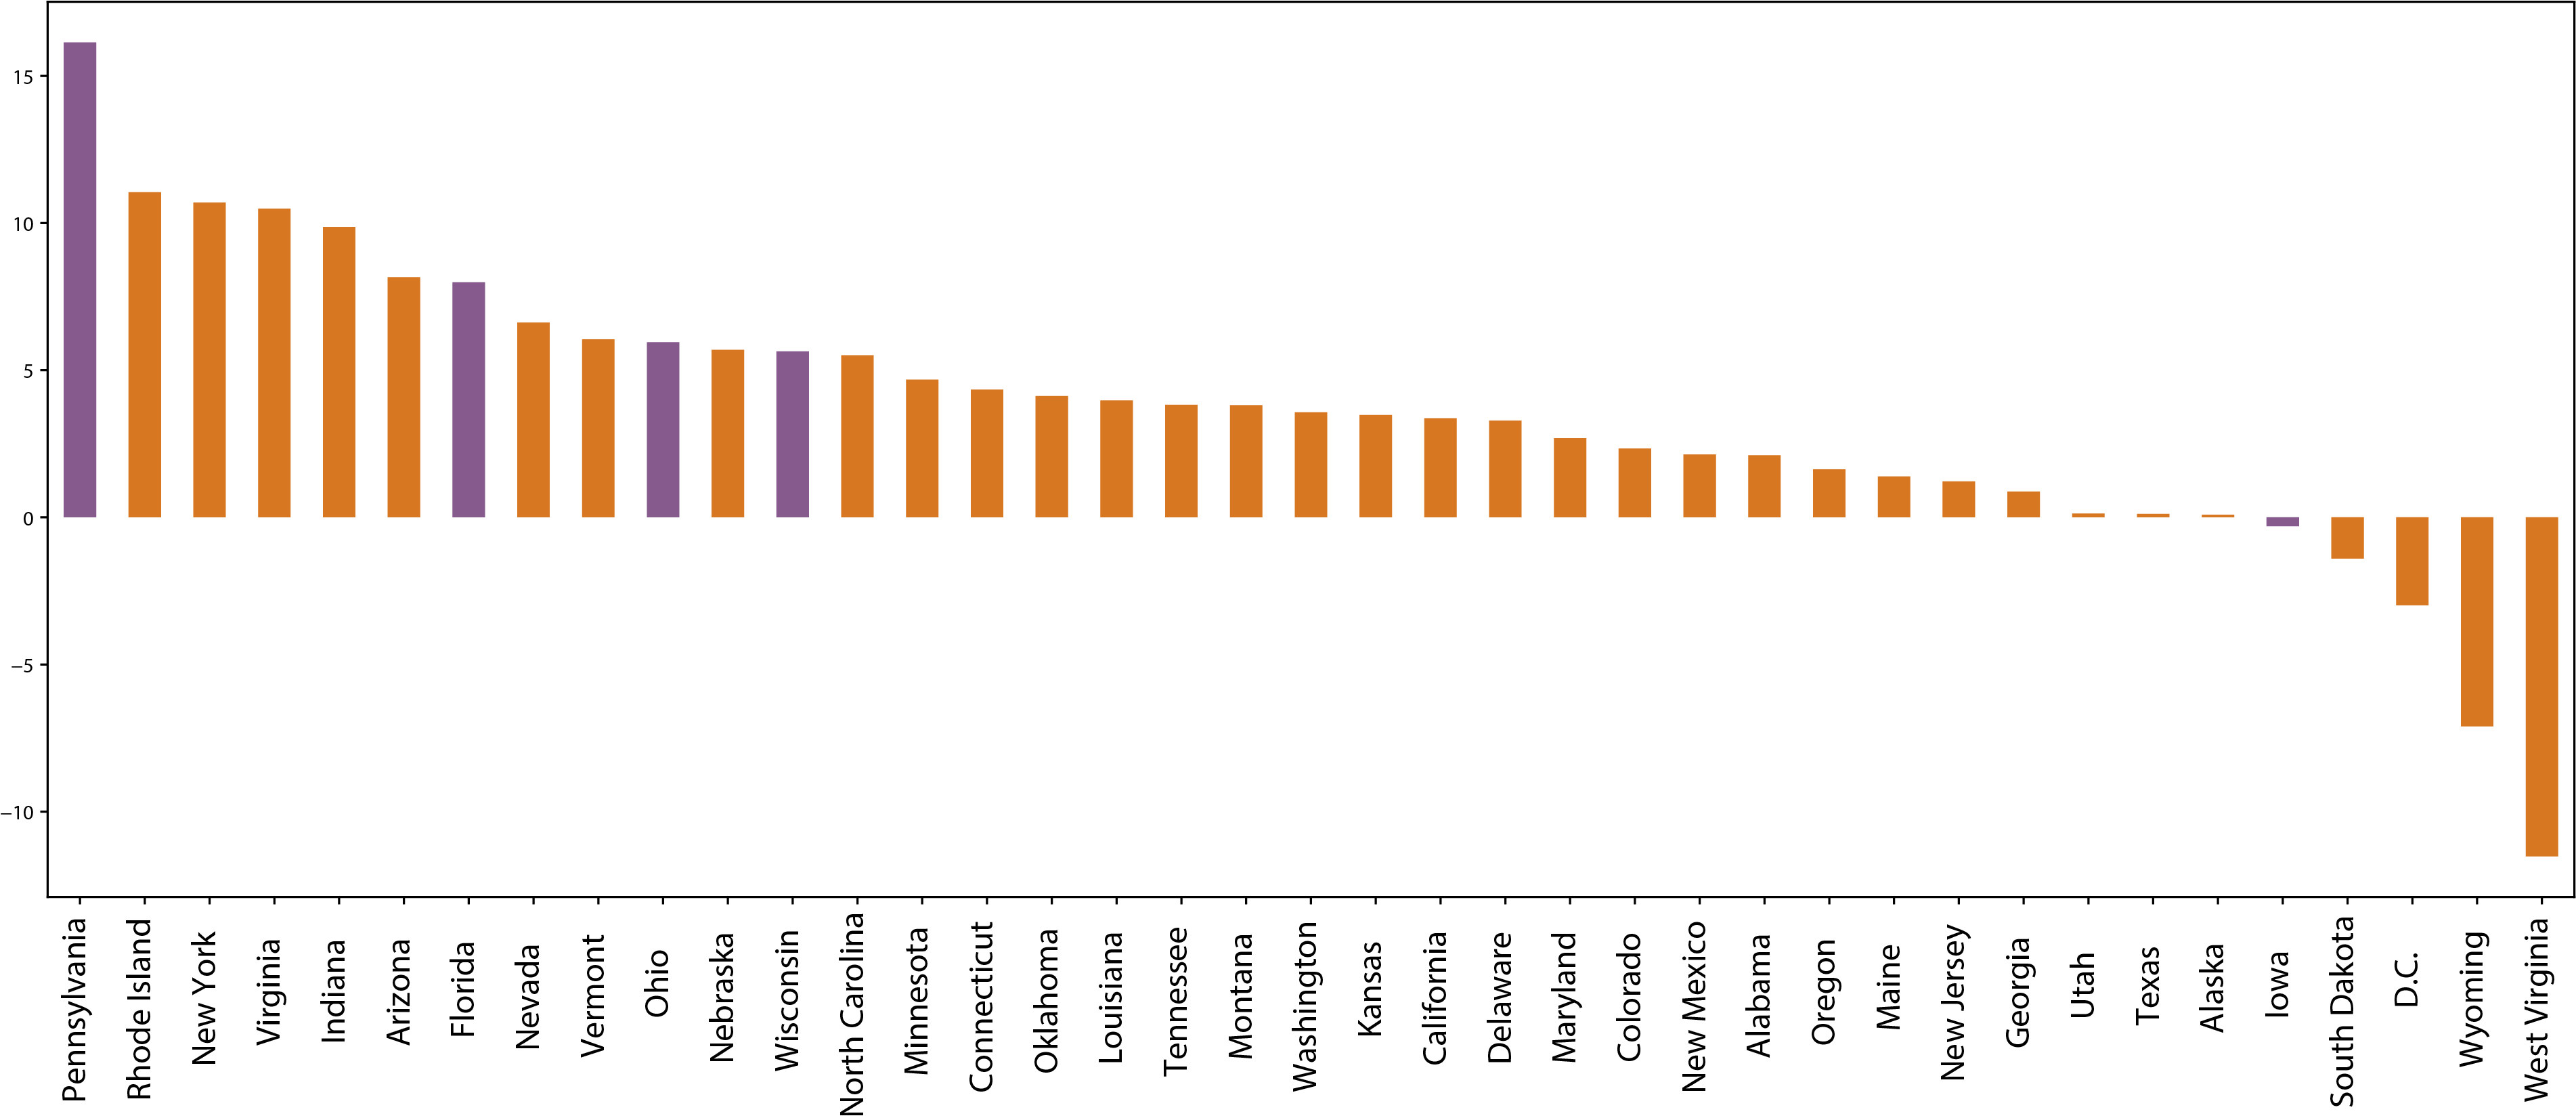 15
10
5
0
−5
−10
Pennsylvania
Rhode Island
New York
Virginia
Indiana
Arizona
Florida
Nevada
Vermont
Ohio
Nebraska
Wisconsin
North Carolina
Minnesota
Connecticut
Oklahoma
Louisiana
Tennessee
Montana
Washington
Kansas
California
Delaware
Maryland
Colorado
New Mexico
Alabama
Oregon
Maine
New Jersey
Georgia
Utah
Texas
Alaska
Iowa
South Dakota
D.C.
Wyoming
West Virginia